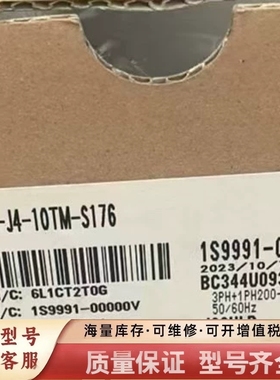 -J4-10TM-S176
/C: 6L1CT2T0G
/C: 1S9991-00000V
1S9991-0
2023/10/
BC344U09
3PH+1PH200-
50/60Hz
型号
客服
海量库存·可维修·可开增值税
质量保证 型号齐